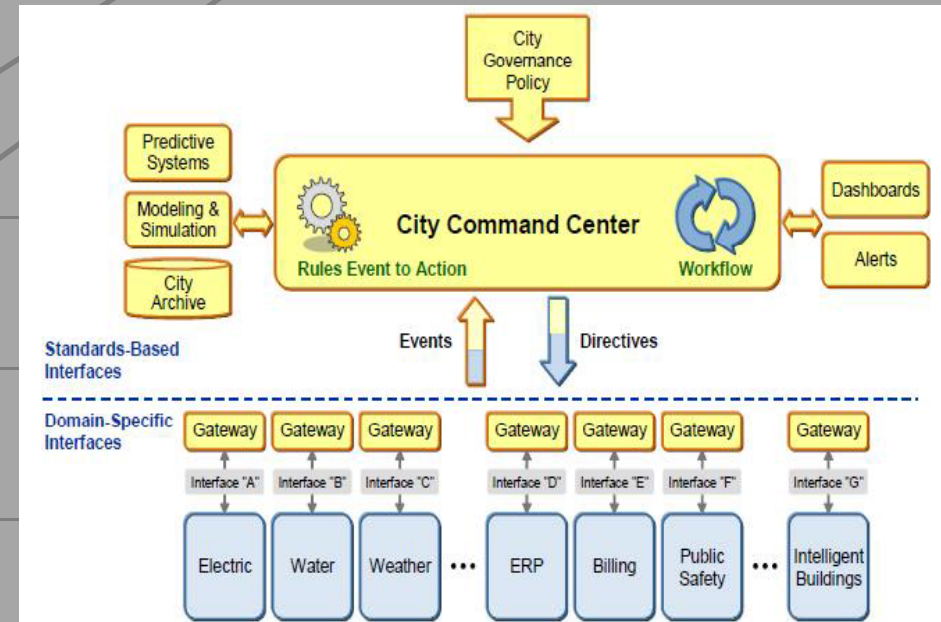 City
Governance
Policy
Predictive
Systems
Modeling &
Simulation
City
Archive
City Command Center
Rules Event to Action
Workflow
Dashboards
Alerts
Events
Directives
Standards-Based
Interfaces
Domain-Specific
Interfaces
Gateway Gateway Gateway Gateway Gateway Gateway Gateway
Interface "A" Interface "B" Interface "C" Interface "D" Interface "E" Interface "F" Interface "G"
Electric
Water
Weather
•••
ERP
Billing
Public
Safety
•••
Intelligent
Buildings